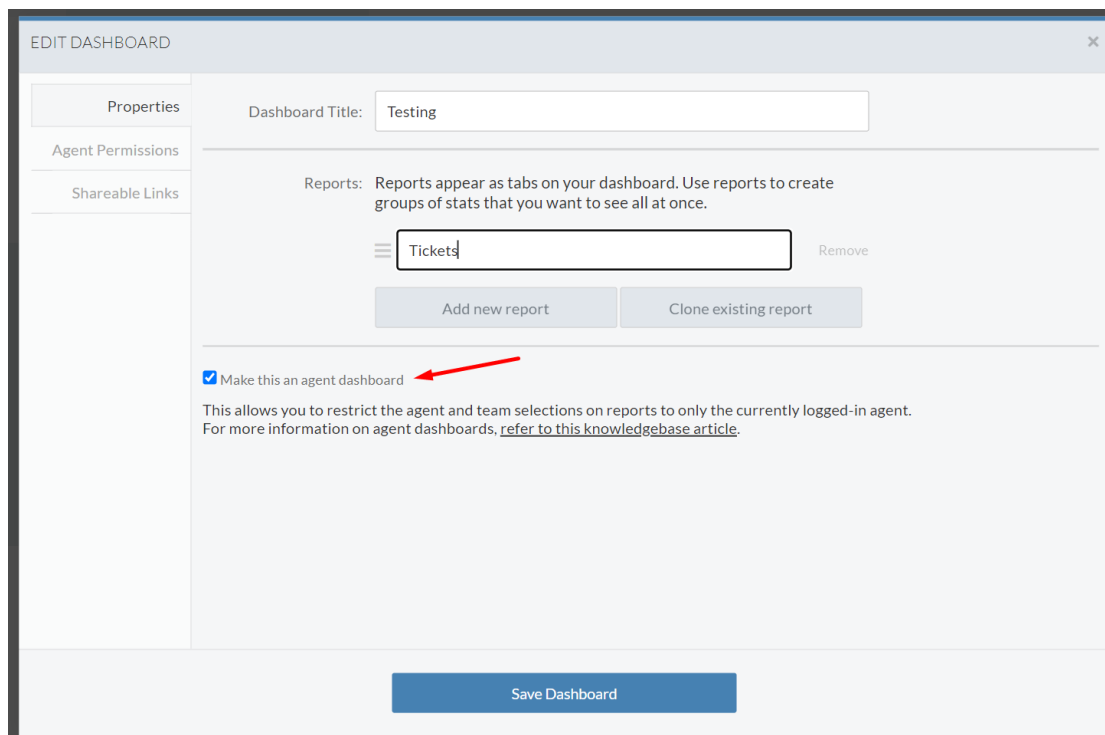 EDIT DASHBOARD
×
Properties
Agent Permissions
Shareable Links
Dashboard Title: Testing
Reports: Reports appear as tabs on your dashboard. Use reports to create
groups of stats that you want to see all at once.
Tickets
Remove
Add new report
Clone existing report
Make this an agent dashboard
This allows you to restrict the agent and team selections on reports to only the currently logged-in agent.
For more information on agent dashboards, refer to this knowledgebase article.
Save Dashboard